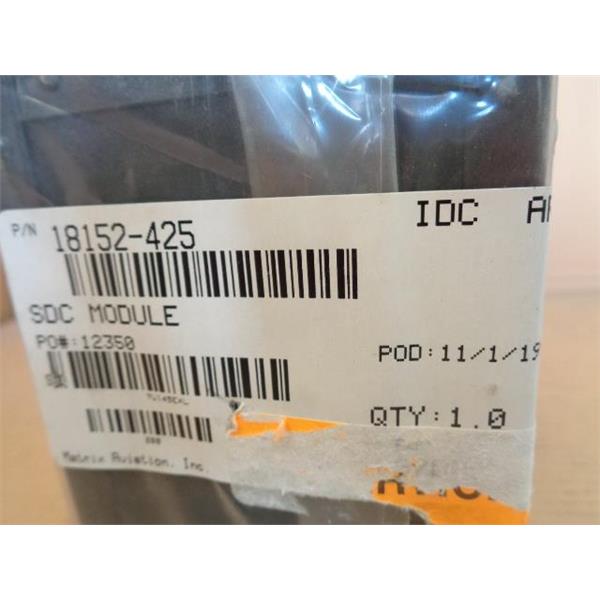 P/N 18152-425
IDC
SDC MODULE
PO#:12350
POD:11/1/19
QTY:1.0
Matrix Aviation, Inc.